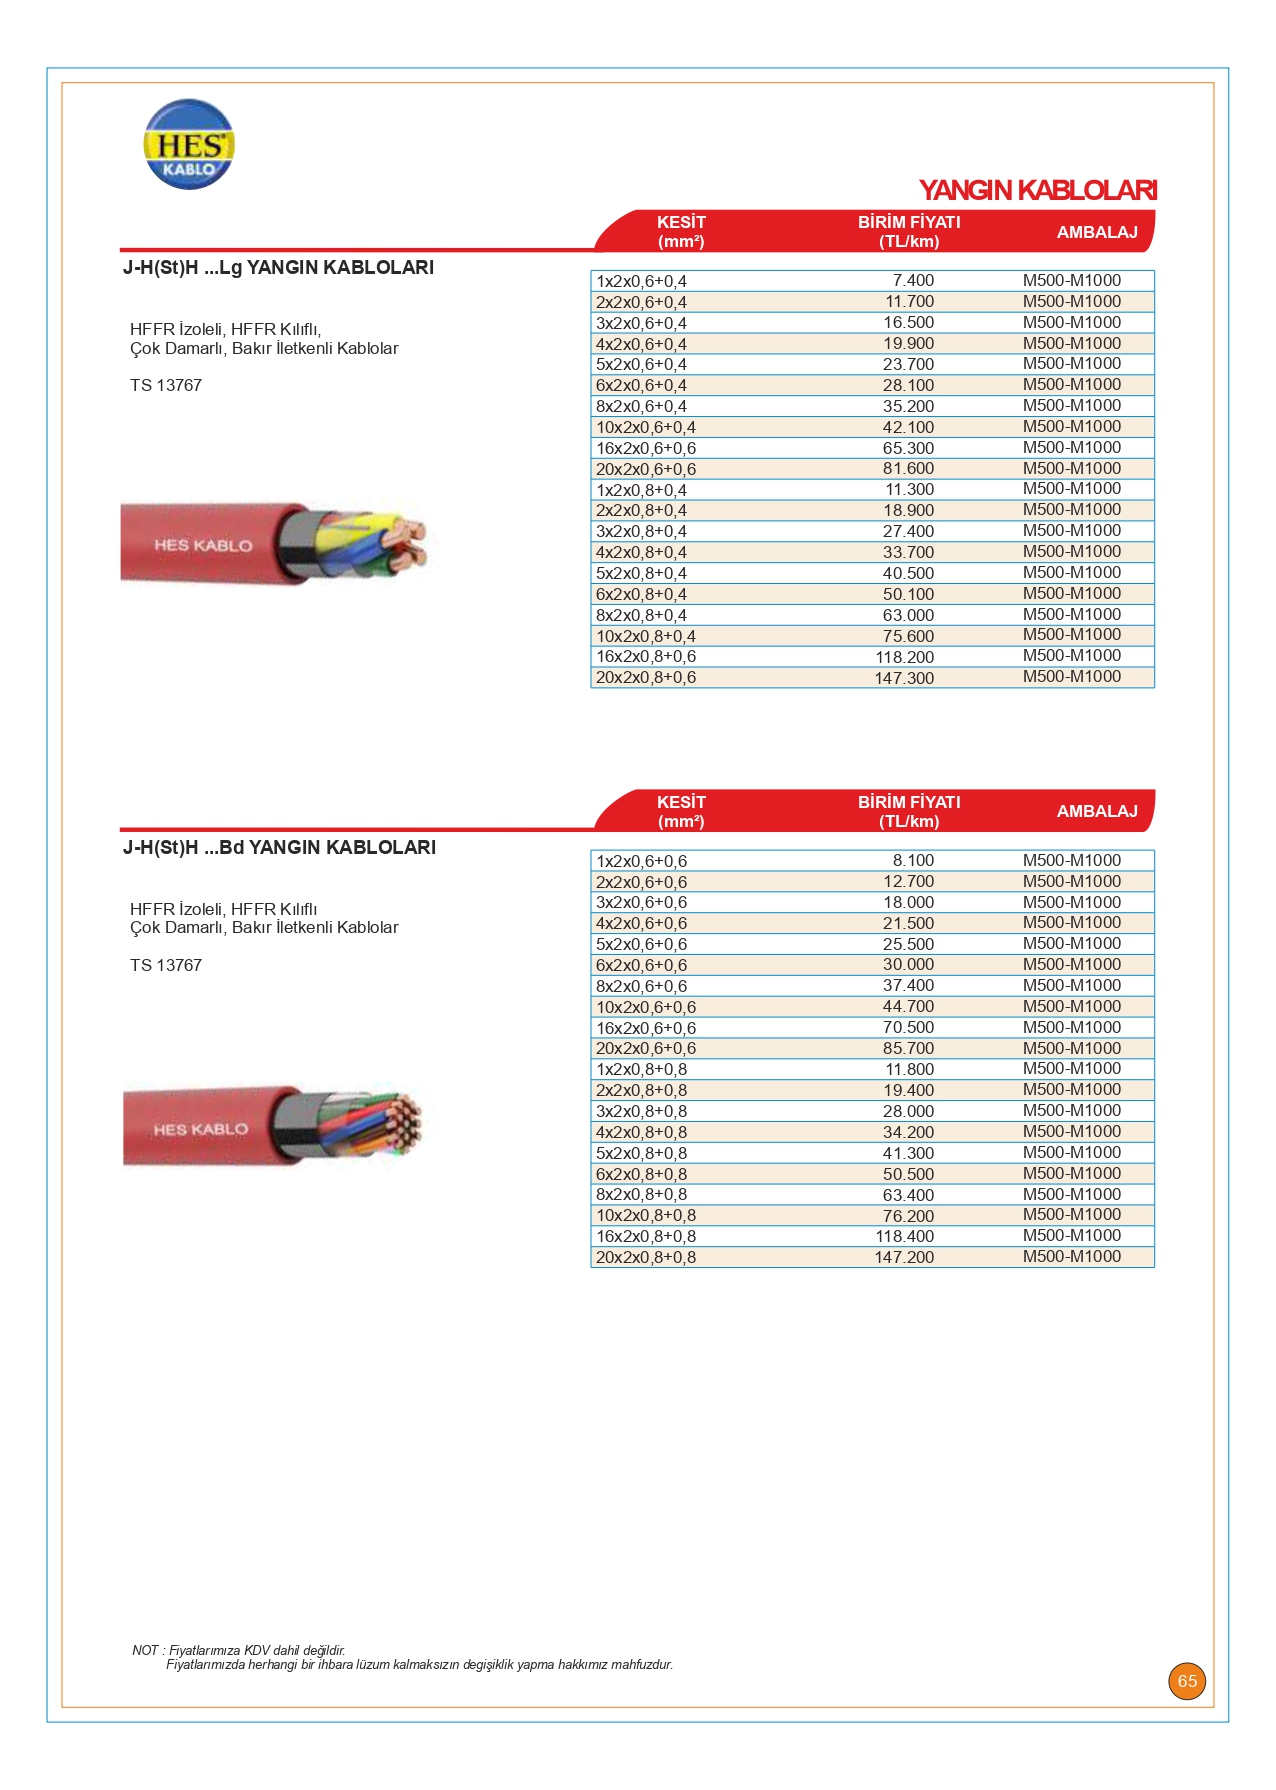 HES®
KABLO
YANGIN KABLOLARI
KESİT BİRİM FİYATI AMBALAJ
(mm²) (TL/km)
J-H(St)H ...Lg YANGIN KABLOLARI
HFFR İzoleli, HFFR Kılıflı,
Çok Damarlı, Bakır İletkenli Kablolar
TS 13767
HES KABLO
1x2x0,6+0,4 7.400 M500-M1000
2x2x0,6+0,4 11.700 M500-M1000
3x2x0,6+0,4 16.500 M500-M1000
4x2x0,6+0,4 19.900 M500-M1000
5x2x0,6+0,4 23.700 M500-M1000
6x2x0,6+0,4 28.100 M500-M1000
8x2x0,6+0,4 35.200 M500-M1000
10x2x0,6+0,4 42.100 M500-M1000
16x2x0,6+0,6 65.300 M500-M1000
20x2x0,6+0,6 81.600 M500-M1000
1x2x0,8+0,4 11.300 M500-M1000
2x2x0,8+0,4 18.900 M500-M1000
3x2x0,8+0,4 27.400 M500-M1000
4x2x0,8+0,4 33.700 M500-M1000
5x2x0,8+0,4 40.500 M500-M1000
6x2x0,8+0,4 50.100 M500-M1000
8x2x0,8+0,4 63.000 M500-M1000
10x2x0,8+0,4 75.600 M500-M1000
16x2x0,8+0,6 118.200 M500-M1000
20x2x0,8+0,6 147.300 M500-M1000
KESİT BİRİM FİYATI AMBALAJ
(mm²) (TL/km)
J-H(St)H ...Bd YANGIN KABLOLARI
HFFR İzoleli, HFFR Kılıflı
Çok Damarlı, Bakır İletkenli Kablolar
TS 13767
HES KABLO
1x2x0,6+0,6 8.100 M500-M1000
2x2x0,6+0,6 12.700 M500-M1000
3x2x0,6+0,6 18.000 M500-M1000
4x2x0,6+0,6 21.500 M500-M1000
5x2x0,6+0,6 25.500 M500-M1000
6x2x0,6+0,6 30.000 M500-M1000
8x2x0,6+0,6 37.400 M500-M1000
10x2x0,6+0,6 44.700 M500-M1000
16x2x0,6+0,6 70.500 M500-M1000
20x2x0,6+0,6 85.700 M500-M1000
1x2x0,8+0,8 11.800 M500-M1000
2x2x0,8+0,8 19.400 M500-M1000
3x2x0,8+0,8 28.000 M500-M1000
4x2x0,8+0,8 34.200 M500-M1000
5x2x0,8+0,8 41.300 M500-M1000
6x2x0,8+0,8 50.500 M500-M1000
8x2x0,8+0,8 63.400 M500-M1000
10x2x0,8+0,8 76.200 M500-M1000
16x2x0,8+0,8 118.400 M500-M1000
20x2x0,8+0,8 147.200 M500-M1000
NOT : Fiyatlarımıza KDV dahil değildir.
Fiyatlarımızda herhangi bir ihbara lüzum kalmaksızın degişiklik yapma hakkımız mahfuzdur.
65